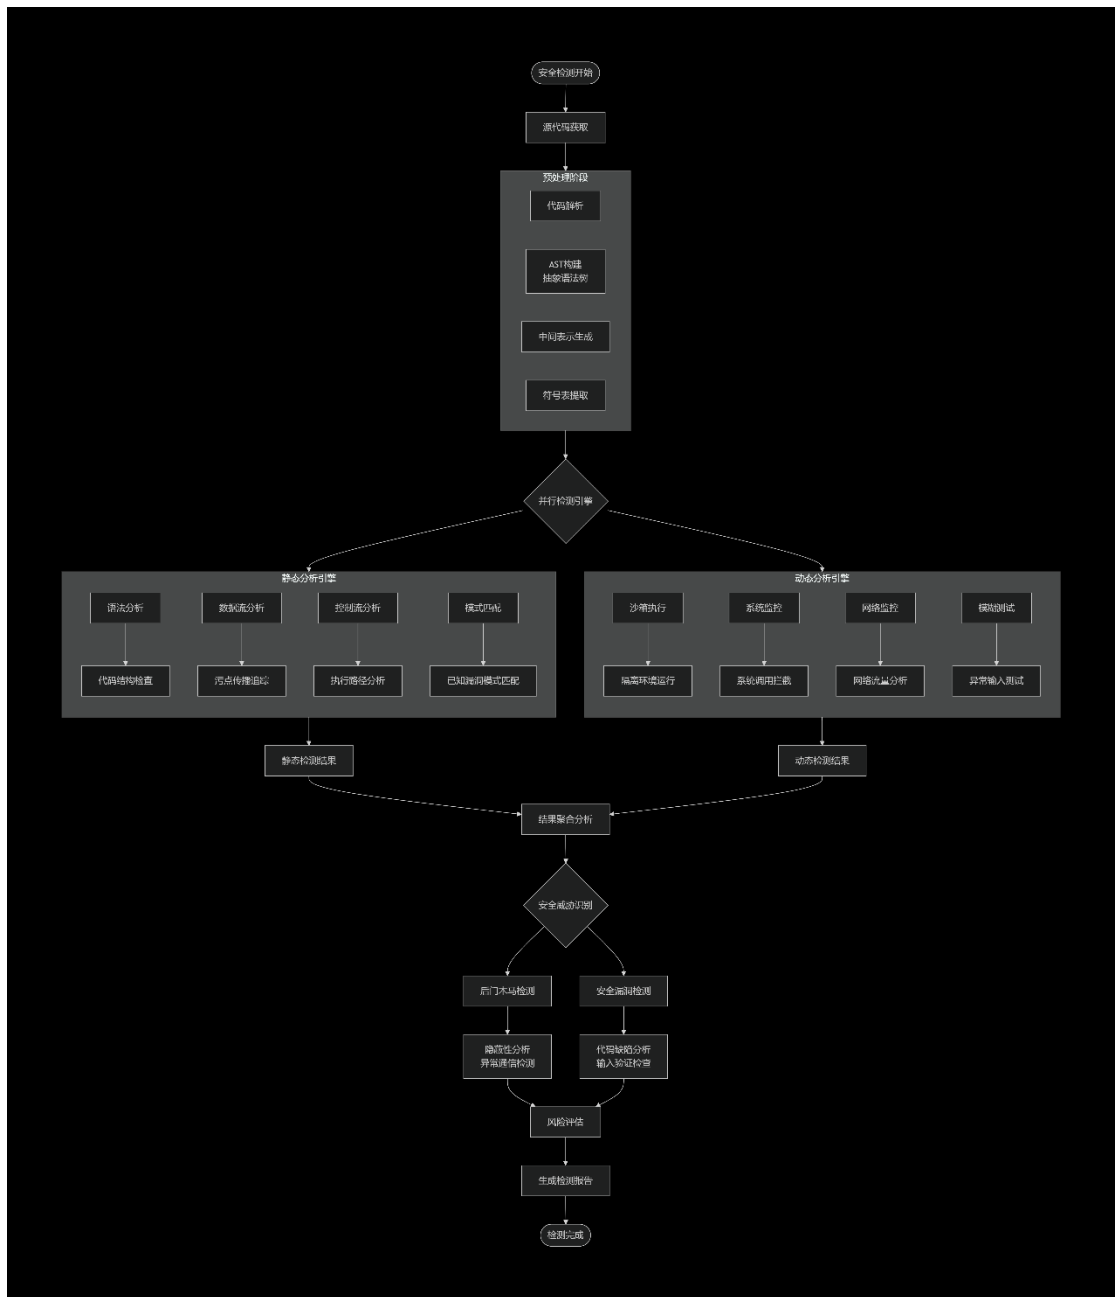 安全检测开始
源代码获取
预处理阶段
代码解析
AST构建
抽象语法树
中间表示生成
符号表提取
并行检测引擎
静态分析引擎
语法分析
数据流分析
控制流分析
模式匹配
代码结构检查
污点传播追踪
执行路径分析
已知漏洞模式匹配
动态分析引擎
沙箱执行
系统监控
网络监控
模糊测试
隔离环境运行
系统调用拦截
网络流量分析
异常输入测试
静态检测结果
动态检测结果
结果聚合分析
安全威胁识别
后门木马检测
安全漏洞检测
隐蔽性分析
异常通信检测
代码缺陷分析
输入验证检查
风险评估
生成检测报告
检测完成